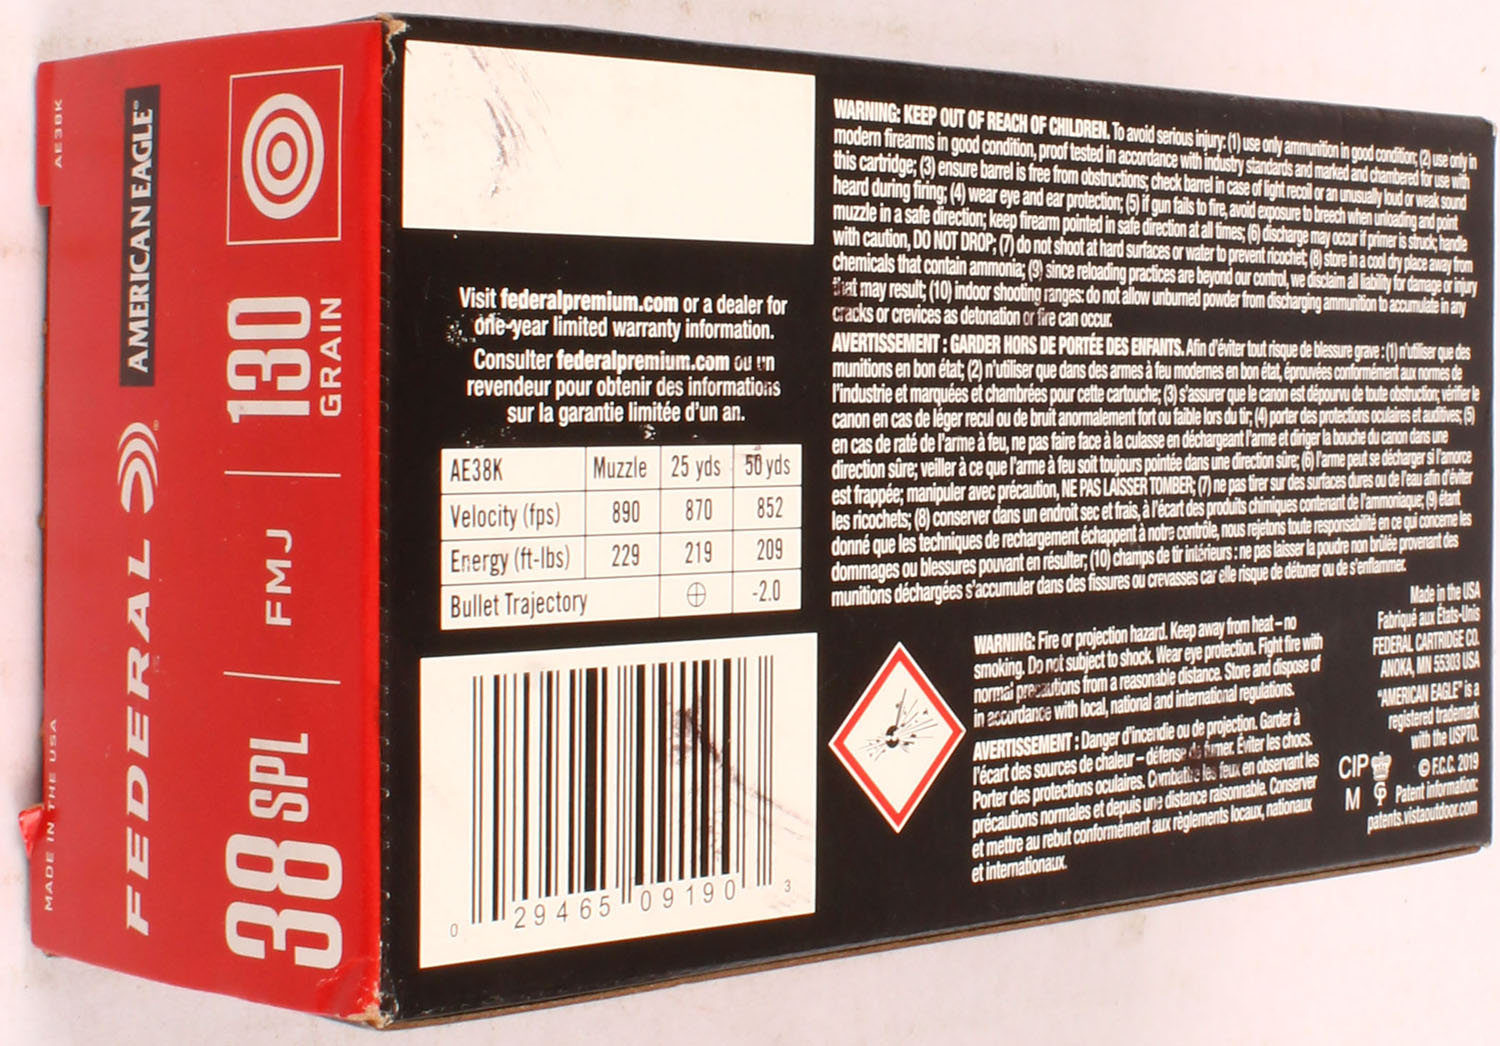 AE38K
MADE IN THE USA
FEDERAL
AMERICAN EAGLE®
38 SPL
FMJ
130
GRAIN
Visit federalpremium.com or a dealer for
one-year limited warranty information.
Consulter federalpremium.com ou un
revendeur pour obtenir des informations
sur la garantie limitée d'un an.
AE38K Muzzle 25 yds 50 yds
Velocity (fps) 890 870 852
Energy (ft-lbs) 229 219 209
Bullet Trajectory ⊕ -2.0
0 29465 09190 3
WARNING: KEEP OUT OF REACH OF CHILDREN. To avoid serious injury: (1) use only ammunition in good condition; (2) use only in
modern firearms in good condition, proof tested in accordance with industry standards and marked and chambered for use with
this cartridge; (3) ensure barrel is free from obstructions; check barrel in case of light recoil or an unusually loud or weak sound
heard during firing; (4) wear eye and ear protection; (5) if gun fails to fire, avoid exposure to breech when unloading and point
muzzle in a safe direction; keep firearm pointed in safe direction at all times; (6) discharge may occur if primer is struck; handle
with caution, DO NOT DROP; (7) do not shoot at hard surfaces or water to prevent ricochet; (8) store in a cool dry place away from
chemicals that contain ammonia; (9) since reloading practices are beyond our control, we disclaim all liability for damage or injury
that may result; (10) indoor shooting ranges: do not allow unburned powder from discharging ammunition to accumulate in any
cracks or crevices as detonation or fire can occur.
AVERTISSEMENT : GARDER HORS DE PORTÉE DES ENFANTS. Afin d'éviter tout risque de blessure grave : (1) n'utiliser que des
munitions en bon état; (2) n'utiliser que dans des armes à feu modernes en bon état, éprouvées conformément aux normes de
l'industrie et marquées et chambrées pour cette cartouche; (3) s'assurer que le canon est dépourvu de toute obstruction; vérifier le
canon en cas de léger recul ou de bruit anormalement fort ou faible lors du tir; (4) porter des protections oculaires et auditives; (5)
en cas de raté de l'arme à feu, ne pas faire face à la culasse en déchargeant l'arme et diriger la bouche du canon dans une
direction sûre; veiller à ce que l'arme à feu soit toujours pointée dans une direction sûre; (6) l'arme peut se décharger si l'amorce
est frappée; manipuler avec précaution, NE PAS LAISSER TOMBER; (7) ne pas tirer sur des surfaces dures ou de l'eau afin d'éviter
les ricochets; (8) conserver dans un endroit sec et frais, à l'écart des produits chimiques contenant de l'ammoniaque; (9) étant
donné que les techniques de rechargement échappent à notre contrôle, nous rejetons toute responsabilité en ce qui concerne les
dommages ou blessures pouvant en résulter; (10) champs de tir intérieurs : ne pas laisser la poudre non brûlée provenant des
munitions déchargées s'accumuler dans des fissures ou crevasses car elle risque de détoner ou de s'enflammer.
WARNING: Fire or projection hazard. Keep away from heat – no
smoking. Do not subject to shock. Wear eye protection. Fight fire with
normal precautions from a reasonable distance. Store and dispose of
in accordance with local, national and international regulations.
AVERTISSEMENT : Danger d'incendie ou de projection. Garder à
l'écart des sources de chaleur – défense de fumer. Éviter les chocs.
Porter des protections oculaires. Combattre les feux en observant les
précautions normales et depuis une distance raisonnable. Conserver
et mettre au rebut conformément aux règlements locaux, nationaux
et internationaux.
Made in the USA
Fabriqué aux États-Unis
FEDERAL CARTRIDGE CO.
ANOKA, MN 55303 USA
"AMERICAN EAGLE" is a
registered trademark
with the USPTO.
© F.C.C. 2019
Patent information:
patents.vistaoutdoor.com
CIP
M